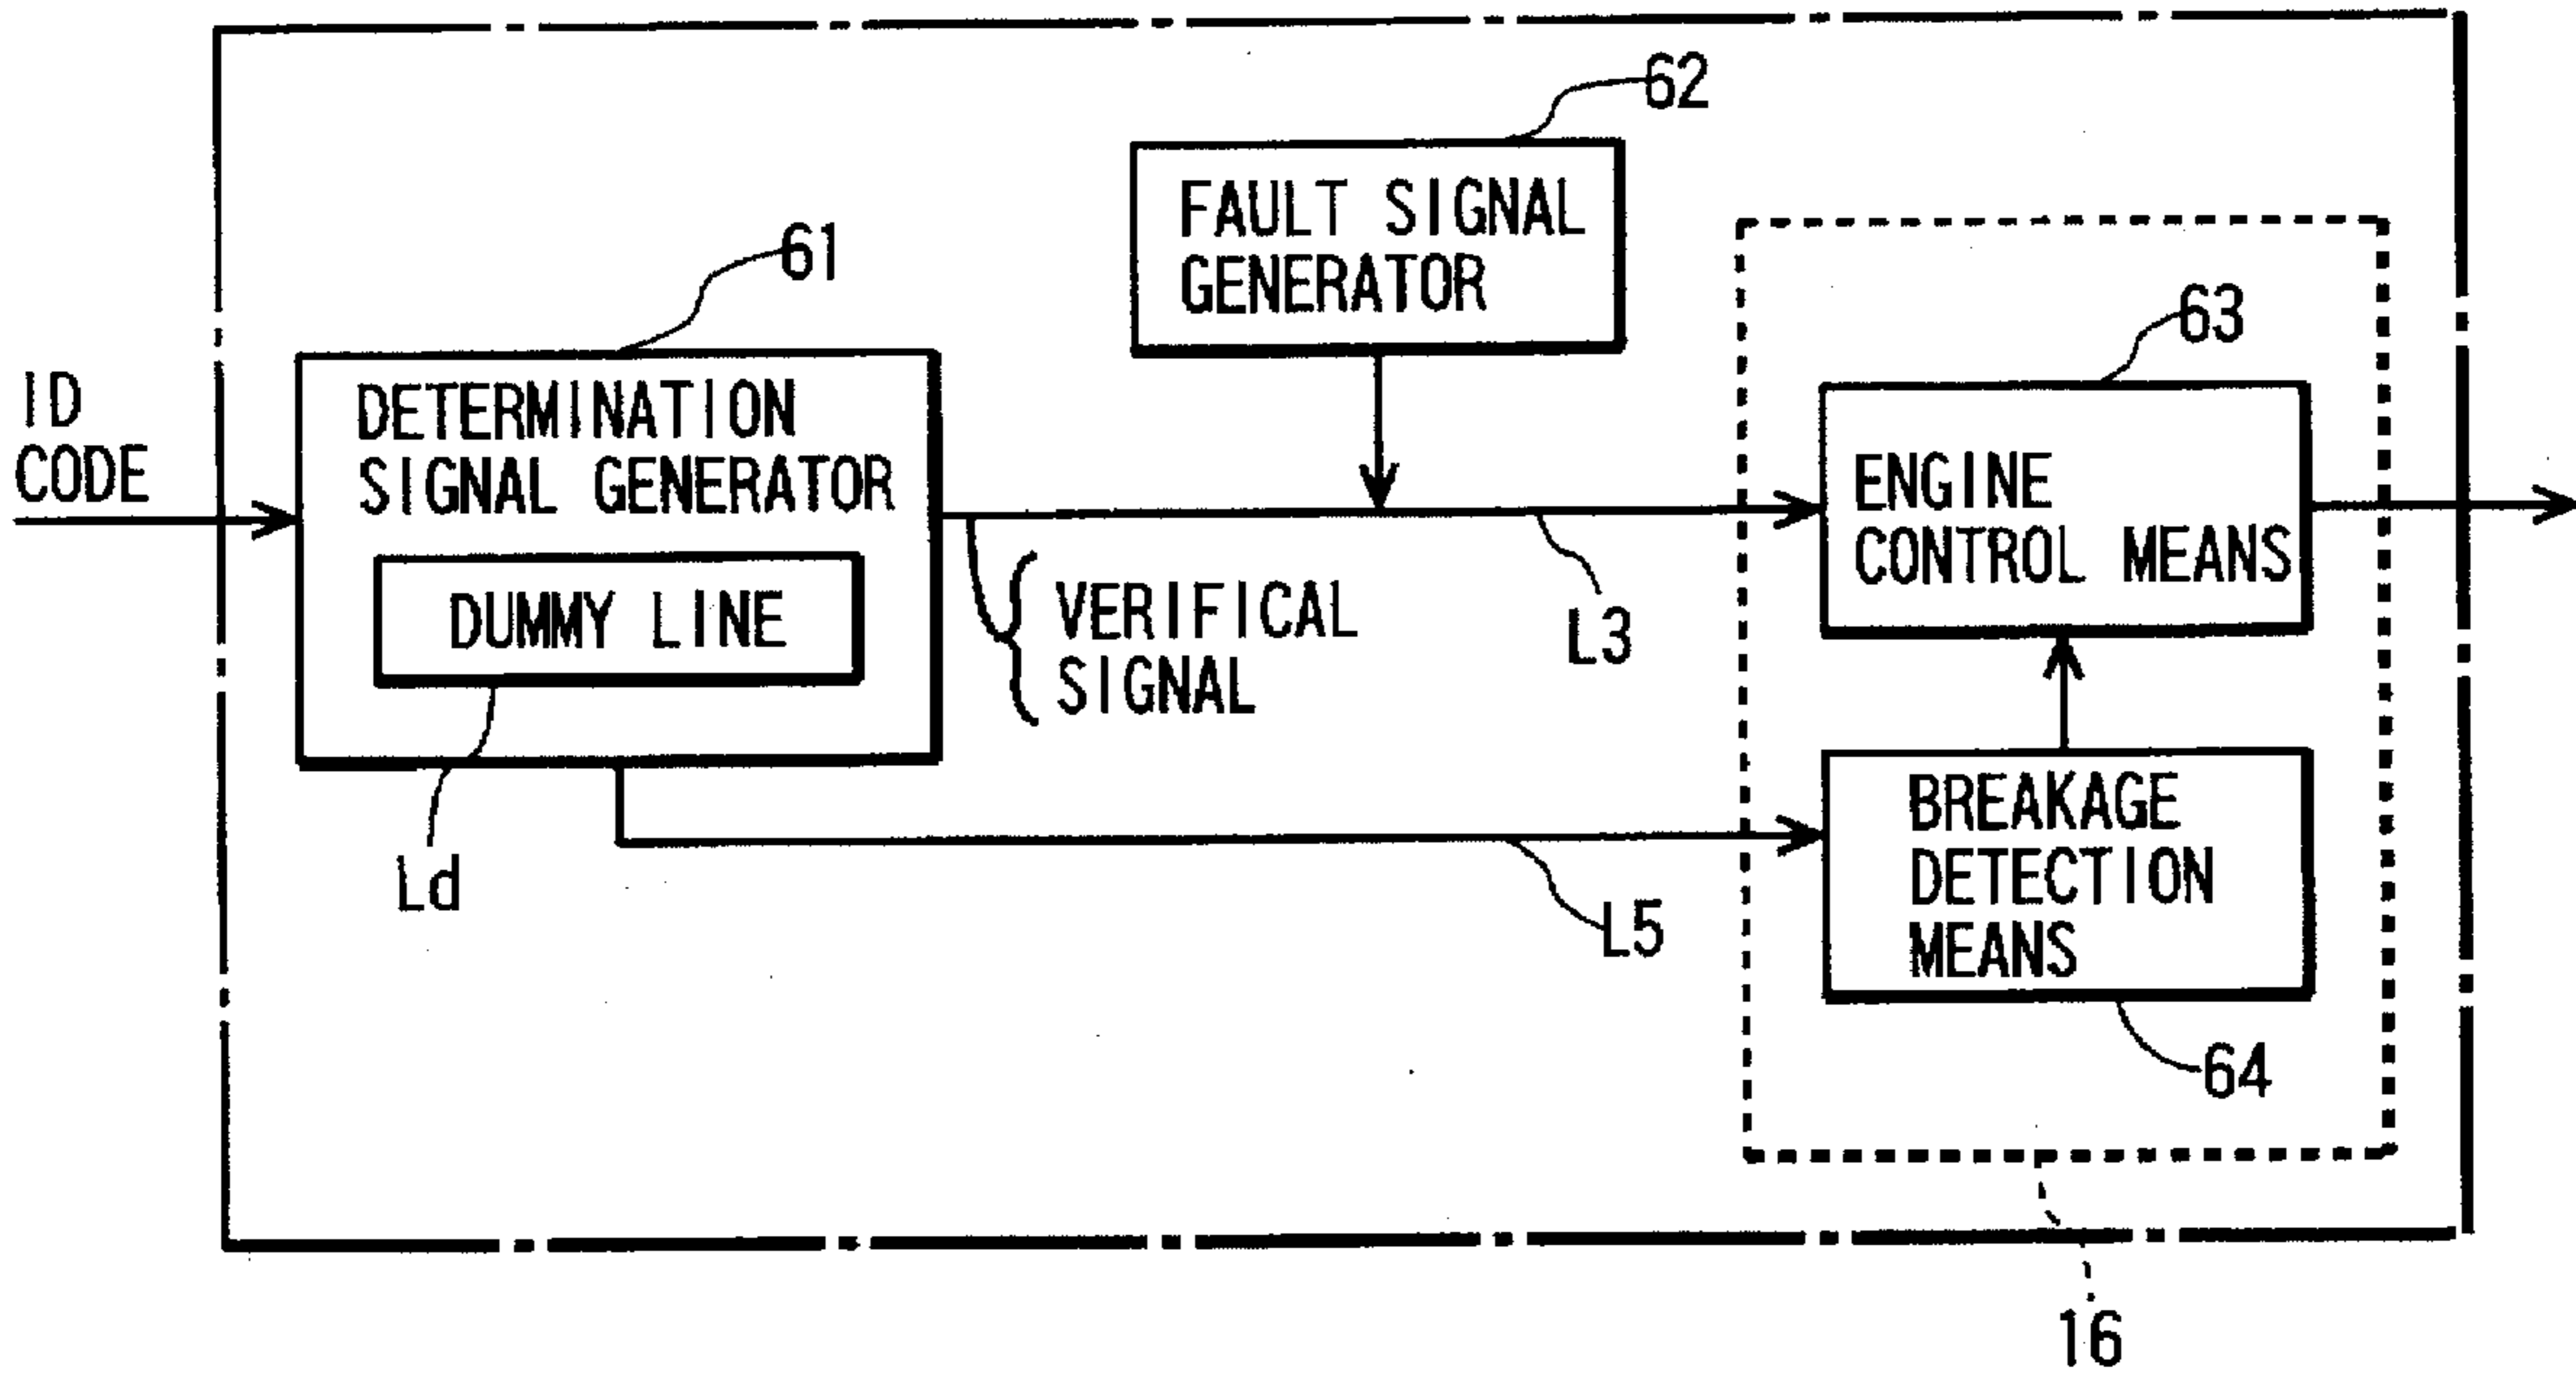 62
FAULT SIGNAL
GENERATOR
61
63
ID
CODE
DETERMINATION
SIGNAL GENERATOR
ENGINE
CONTROL MEANS
DUMMY LINE
VERIFICAL
SIGNAL
L3
BREAKAGE
DETECTION
MEANS
Ld
L5
64
16